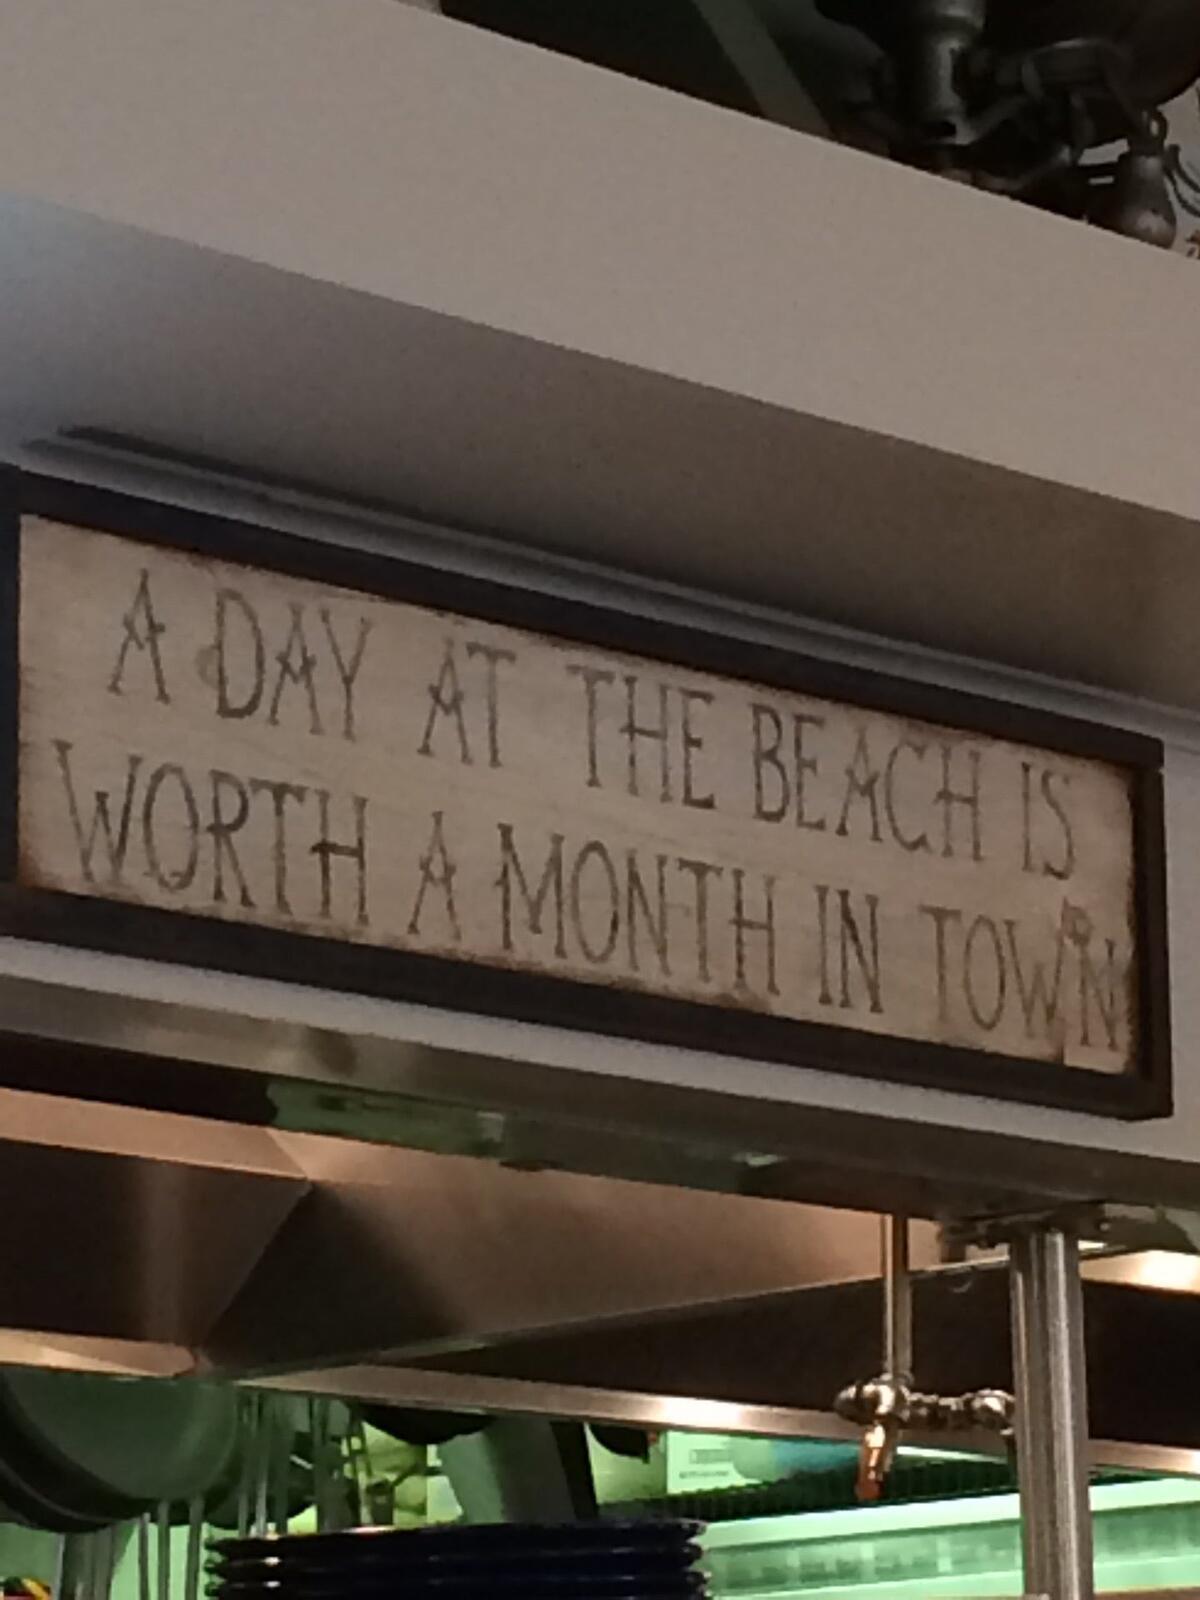 A DAY AT THE BEACH IS
WORTH A MONTH IN TOWN